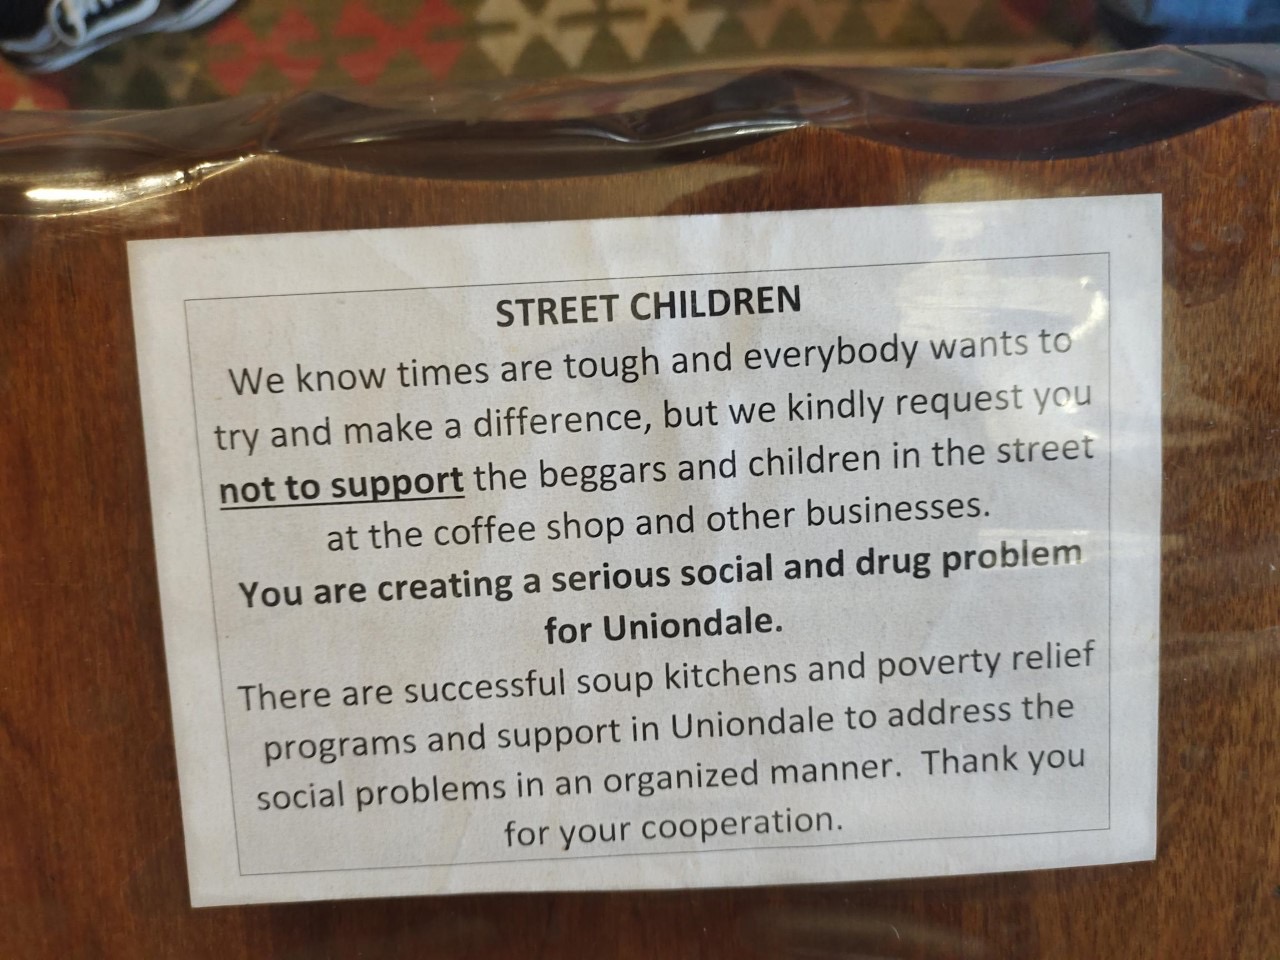 STREET CHILDREN
We know times are tough and everybody wants to
try and make a difference, but we kindly request you
not to support the beggars and children in the street
at the coffee shop and other businesses.
You are creating a serious social and drug problem
for Uniondale.
There are successful soup kitchens and poverty relief
programs and support in Uniondale to address the
social problems in an organized manner.  Thank you
for your cooperation.